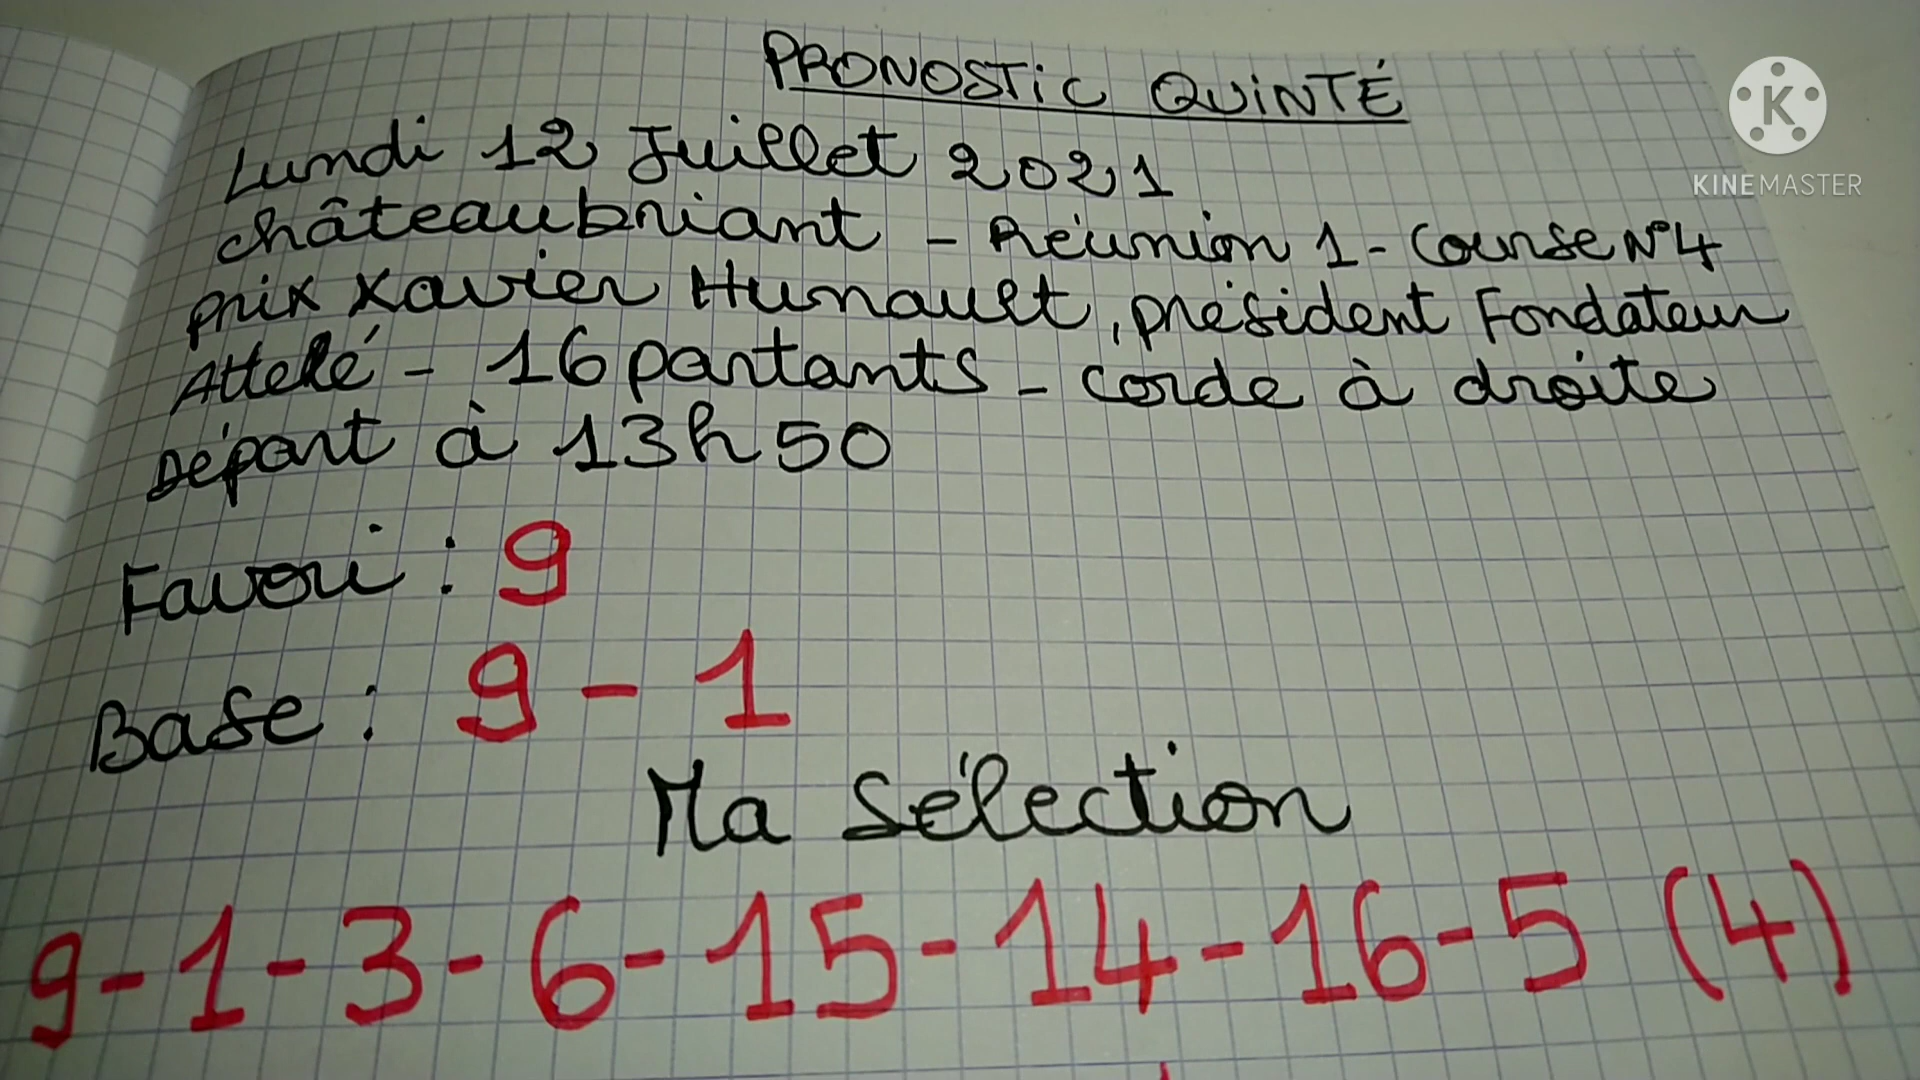 PRONOSTIC QUINTÉ
K
KINEMASTER
Lundi 12 Juillet 2021
châteaubriant - Réunion 1 - Course N°4
prix Xavier Hunault, président Fondateur
Attelé - 16 partants - corde à droite
Départ à 13h50
Favori : 9
Base : 9 - 1
Ma Sélection
9-1-3-6-15-14-16-5 (4)